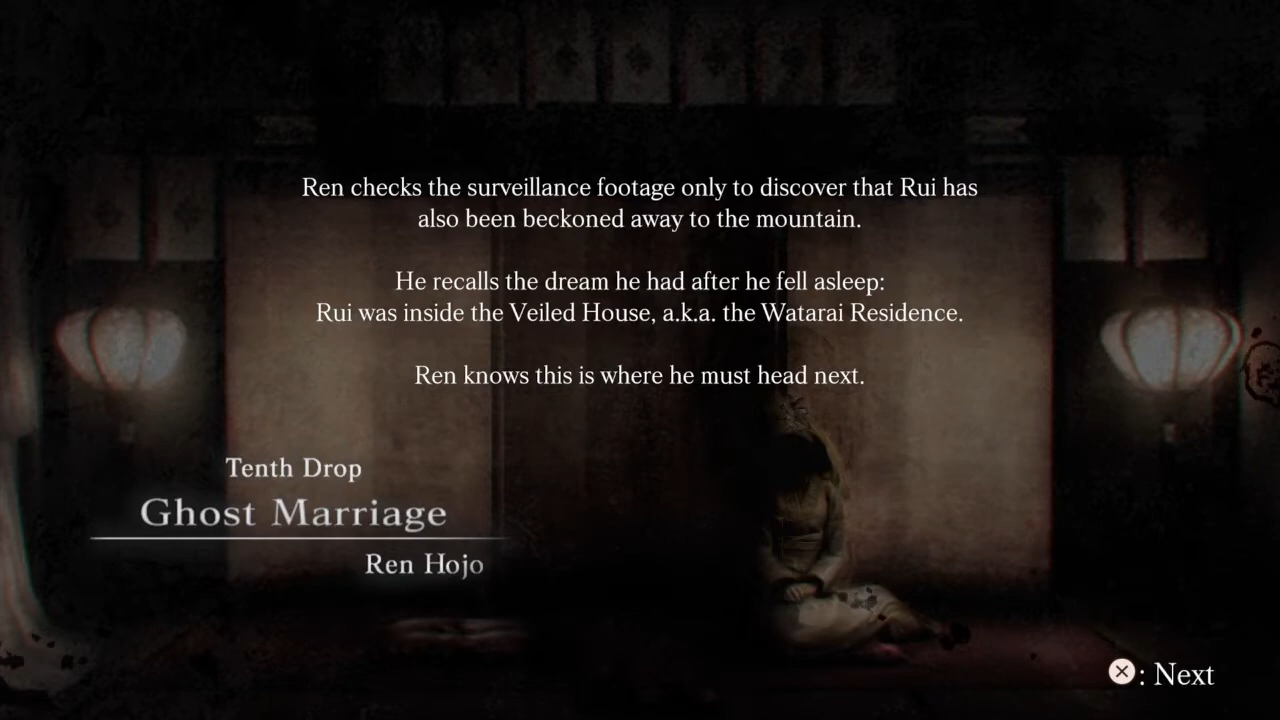 Ren checks the surveillance footage only to discover that Rui has
also been beckoned away to the mountain.
He recalls the dream he had after he fell asleep:
Rui was inside the Veiled House, a.k.a. the Watarai Residence.
Ren knows this is where he must head next.
Tenth Drop
Ghost Marriage
Ren Hojo
: Next